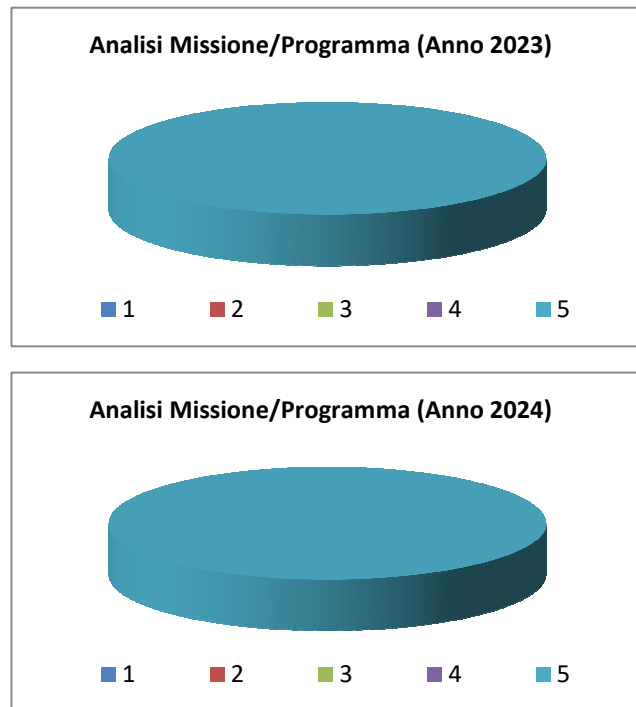 Analisi Missione/Programma (Anno 2023)
1 2 3 4 5
Analisi Missione/Programma (Anno 2024)
1 2 3 4 5